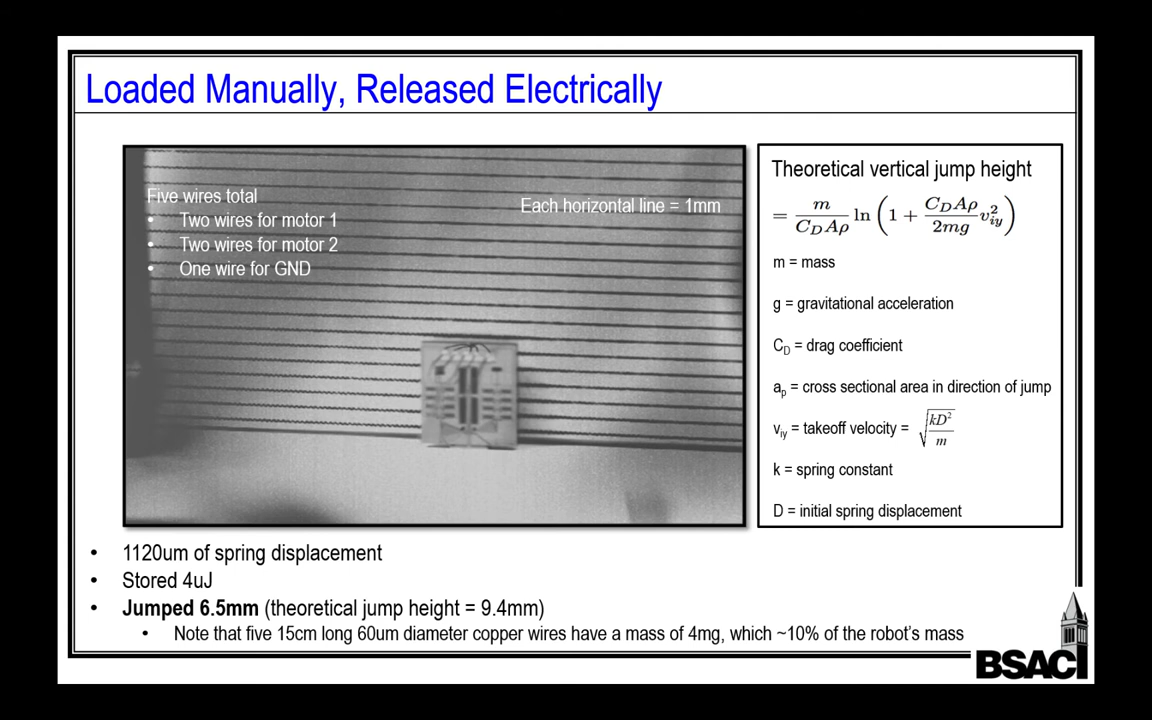 Loaded Manually, Released Electrically
Five wires total
• Two wires for motor 1
• Two wires for motor 2
• One wire for GND
Each horizontal line = 1mm
Theoretical vertical jump height
= m/(C_D Aρ) ln (1 + (C_D Aρ)/(2mg) v_iy^2)
m = mass
g = gravitational acceleration
C_D = drag coefficient
a_p = cross sectional area in direction of jump
v_iy = takeoff velocity = √(kD²/m)
k = spring constant
D = initial spring displacement
• 1120um of spring displacement
• Stored 4uJ
• Jumped 6.5mm (theoretical jump height = 9.4mm)
• Note that five 15cm long 60um diameter copper wires have a mass of 4mg, which ~10% of the robot's mass
BSAC